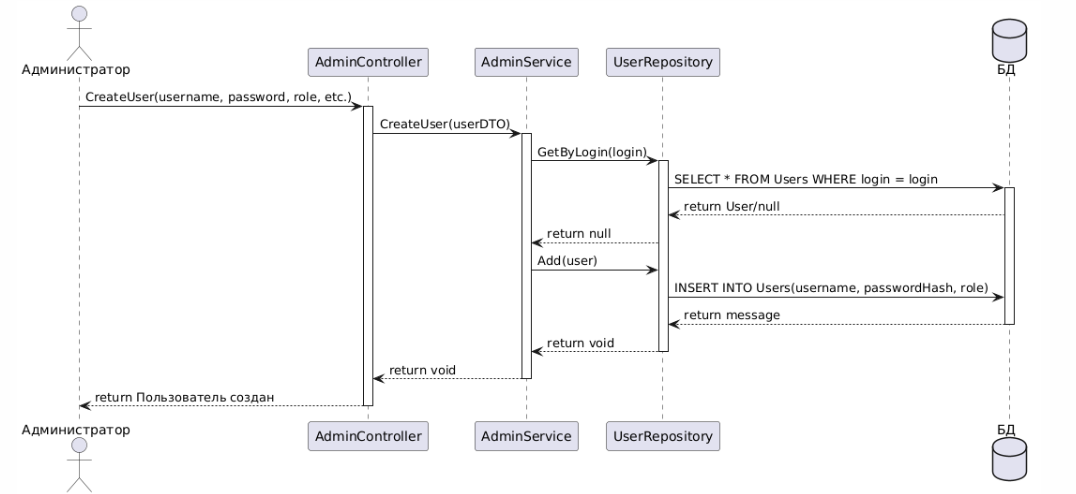 Администратор
AdminController
AdminService
UserRepository
БД
CreateUser(username, password, role, etc.)
CreateUser(userDTO)
GetByLogin(login)
SELECT * FROM Users WHERE login = login
return User/null
return null
Add(user)
INSERT INTO Users(username, passwordHash, role)
return message
return void
return void
return Пользователь создан
Администратор
AdminController
AdminService
UserRepository
БД